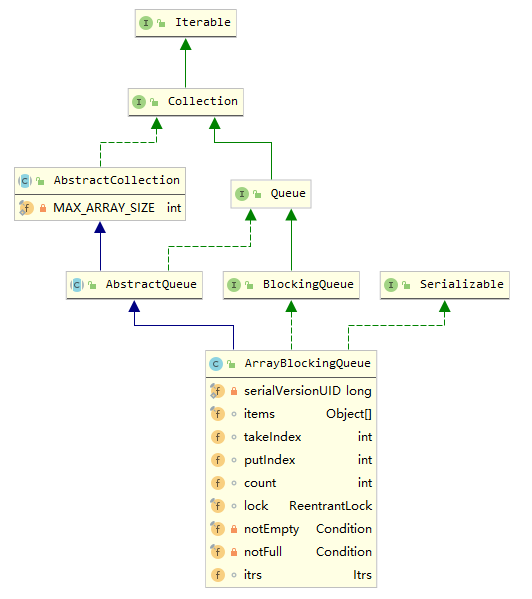 Iterable
Collection
AbstractCollection
MAX_ARRAY_SIZE int
Queue
AbstractQueue
BlockingQueue
Serializable
ArrayBlockingQueue
serialVersionUID long
items Object[]
takeIndex int
putIndex int
count int
lock ReentrantLock
notEmpty Condition
notFull Condition
itrs Itrs